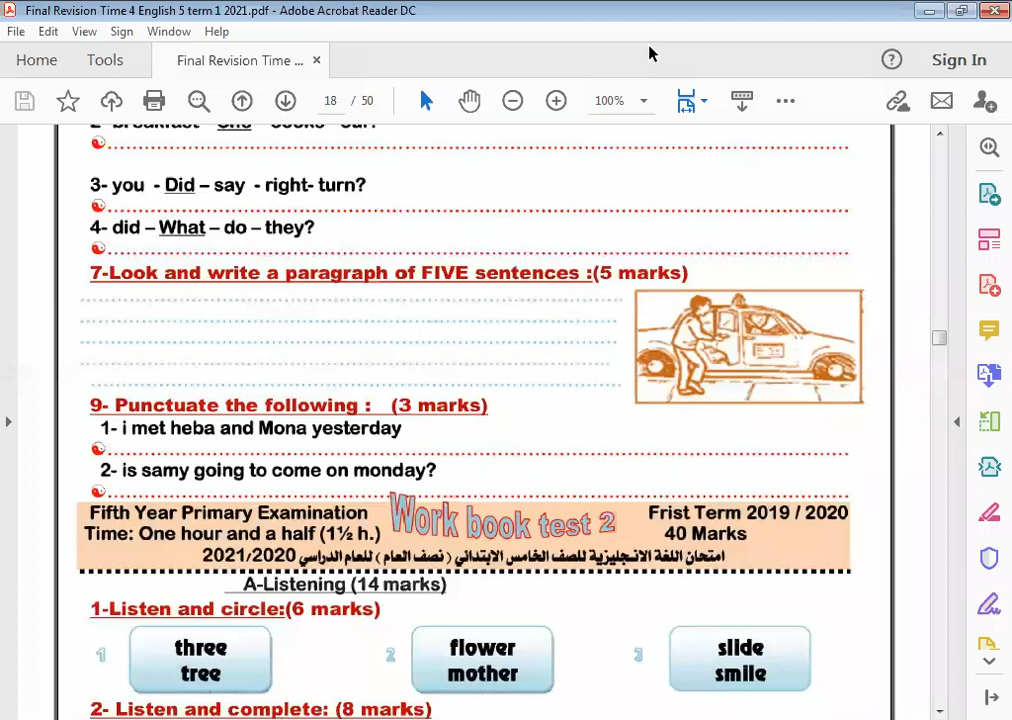 Final Revision Time 4 English 5 term 1 2021.pdf - Adobe Acrobat Reader DC
File Edit View Sign Window Help
Home Tools Final Revision Time ... × Sign In
18 / 50 100%
2- breakfast – She – cooks – our?
3- you - Did – say - right- turn?
4- did – What – do – they?
7-Look and write a paragraph of FIVE sentences :(5 marks)
9- Punctuate the following : (3 marks)
1- i met heba and Mona yesterday
2- is samy going to come on monday?
Fifth Year Primary Examination Work book test 2 Frist Term 2019 / 2020
Time: One hour and a half (1½ h.) 40 Marks
امتحان اللغة الانجليزية للصف الخامس الابتدائي ( نصف العام ) للعام الدراسي 2021/2020
A-Listening (14 marks)
1-Listen and circle:(6 marks)
1 three 2 flower 3 slide
tree mother smile
2- Listen and complete: (8 marks)